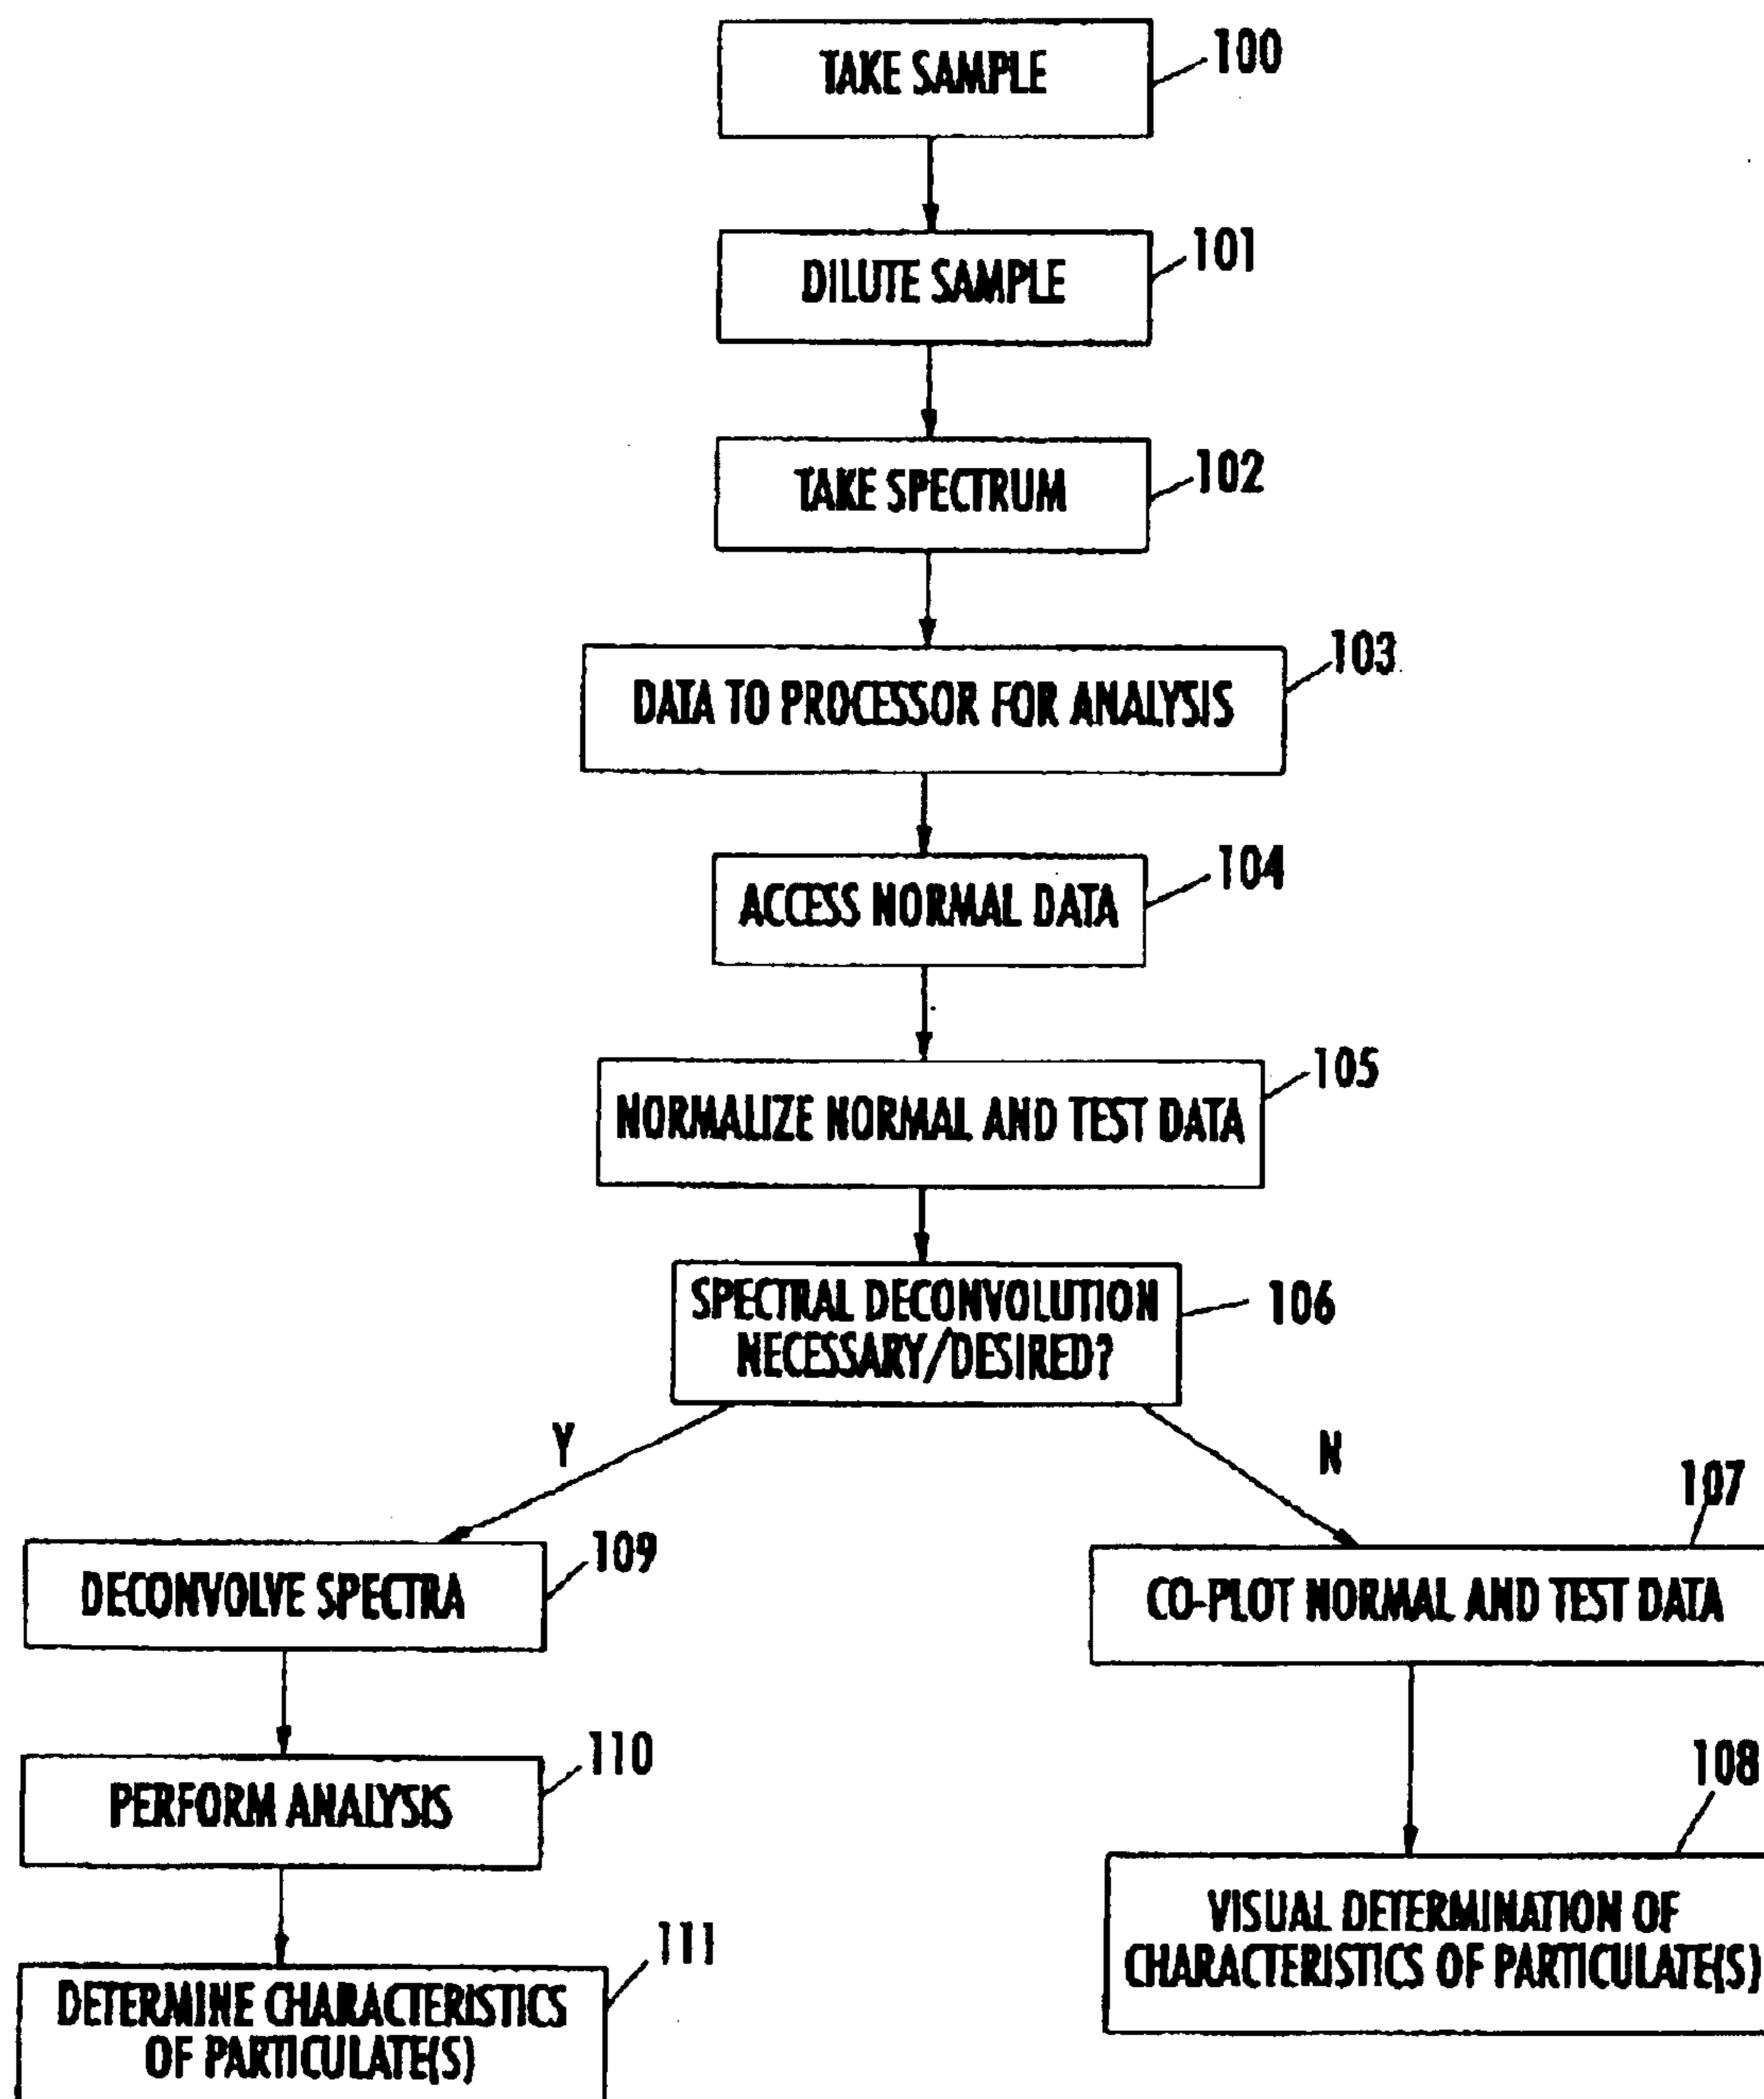 TAKE SAMPLE
100
DILUTE SAMPLE
101
TAKE SPECTRUM
102
DATA TO PROCESSOR FOR ANALYSIS
103
ACCESS NORMAL DATA
104
NORMALIZE NORMAL AND TEST DATA
105
SPECTRAL DECONVOLUTION
NECESSARY/DESIRED?
106
Y
N
DECONVOLVE SPECTRA
109
107
CO-PLOT NORMAL AND TEST DATA
PERFORM ANALYSIS
110
108
VISUAL DETERMINATION OF
CHARACTERISTICS OF PARTICULATE(S)
111
DETERMINE CHARACTERISTICS
OF PARTICULATE(S)